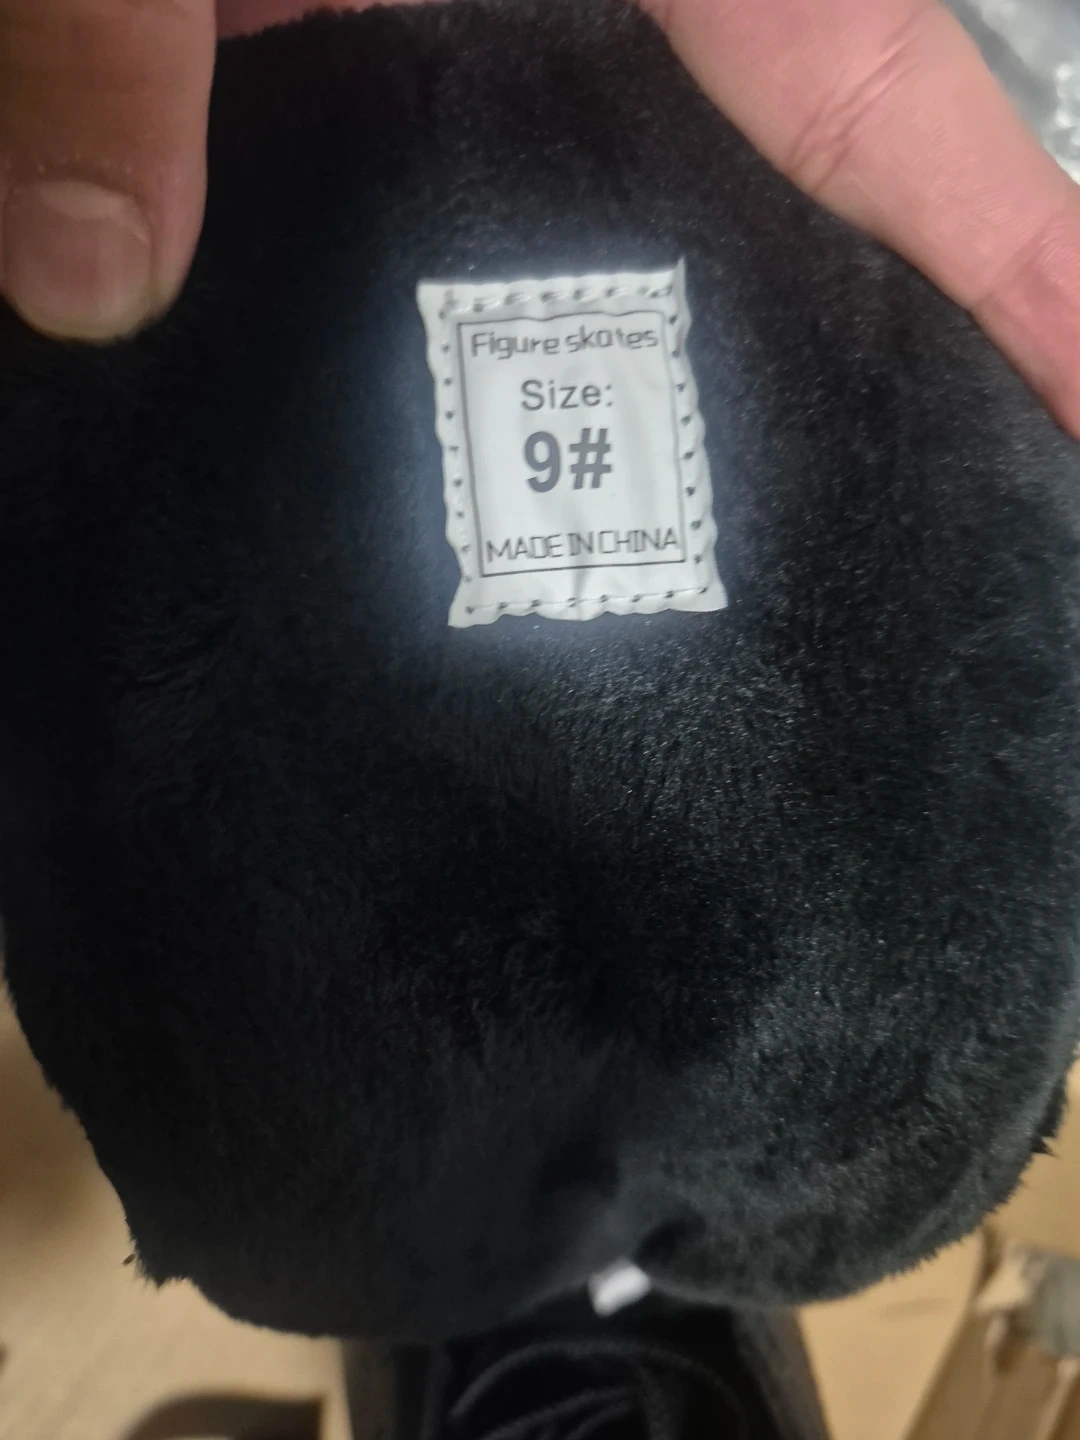 Figure skates
Size:
9#
MADE IN CHINA